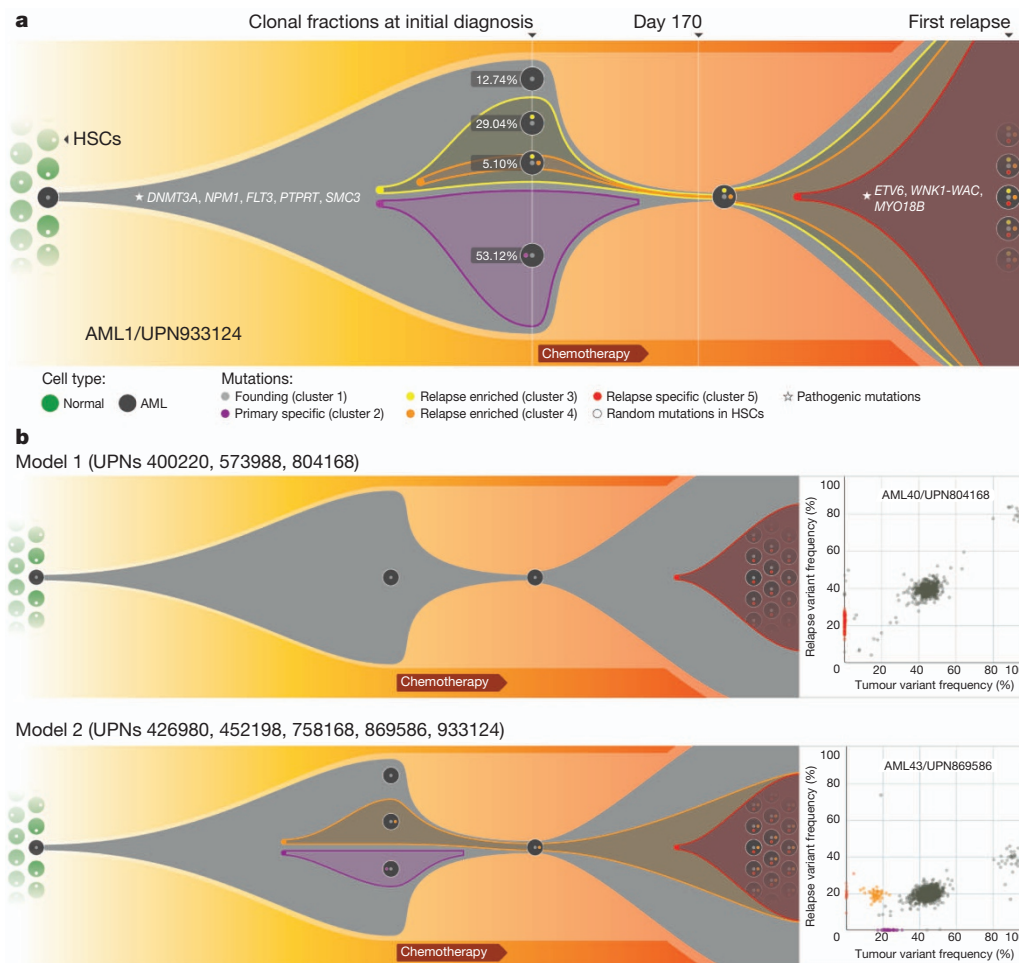 a
Clonal fractions at initial diagnosis
Day 170
First relapse
12.74%
HSCs
29.04%
5.10%
DNMT3A, NPM1, FLT3, PTPRT, SMC3
ETV6, WNK1-WAC,
MYO18B
53.12%
AML1/UPN933124
Chemotherapy
Cell type:
Normal
AML
Mutations:
Founding (cluster 1)
Primary specific (cluster 2)
Relapse enriched (cluster 3)
Relapse enriched (cluster 4)
Relapse specific (cluster 5)
Random mutations in HSCs
Pathogenic mutations
b
Model 1 (UPNs 400220, 573988, 804168)
Chemotherapy
AML40/UPN804168
Relapse variant frequency (%)
100
80
60
40
20
0
20 40 60 80 100
Tumour variant frequency (%)
Model 2 (UPNs 426980, 452198, 758168, 869586, 933124)
Chemotherapy
AML43/UPN869586
Relapse variant frequency (%)
100
80
60
40
20
0
20 40 60 80 100
Tumour variant frequency (%)